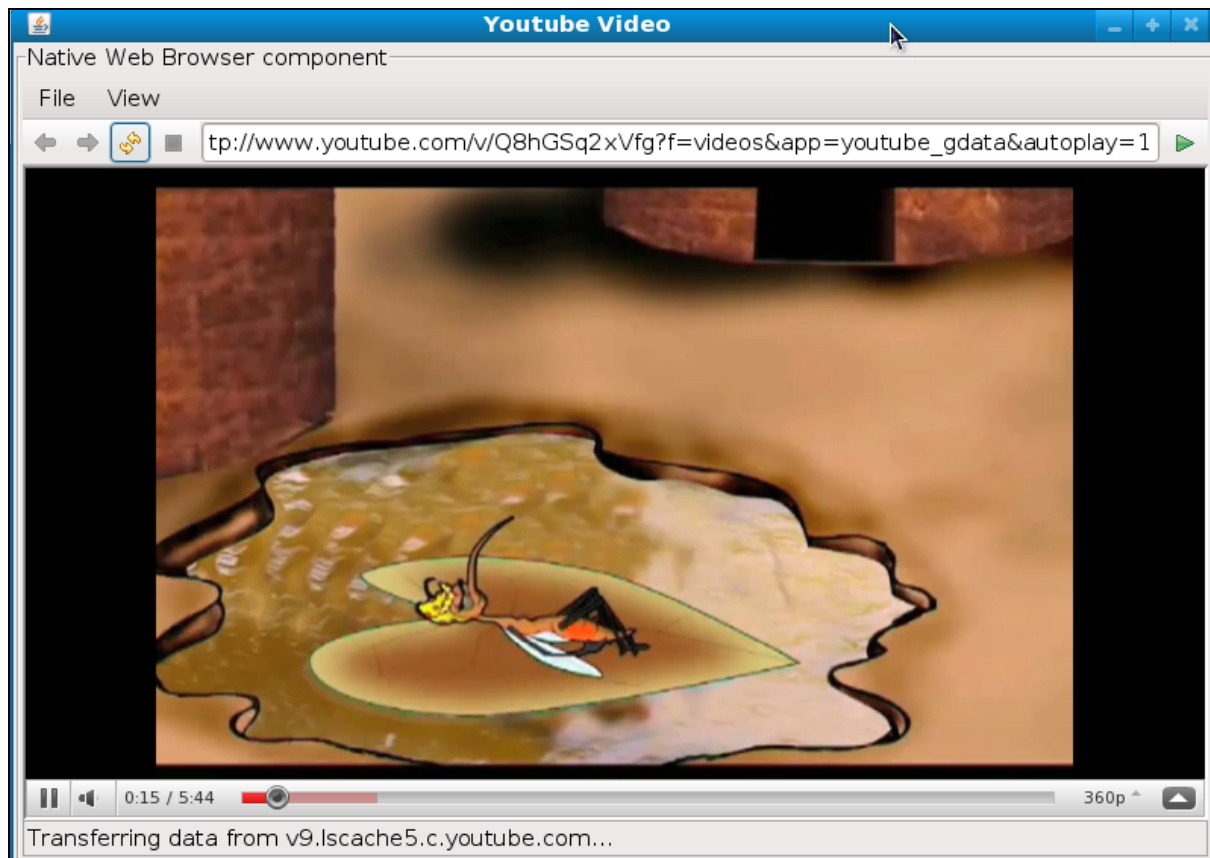 Youtube Video
Native Web Browser component
File View
tp://www.youtube.com/v/Q8hGSq2xVfg?f=videos&app=youtube_gdata&autoplay=1
0:15 / 5:44 360p
Transferring data from v9.lscache5.c.youtube.com...